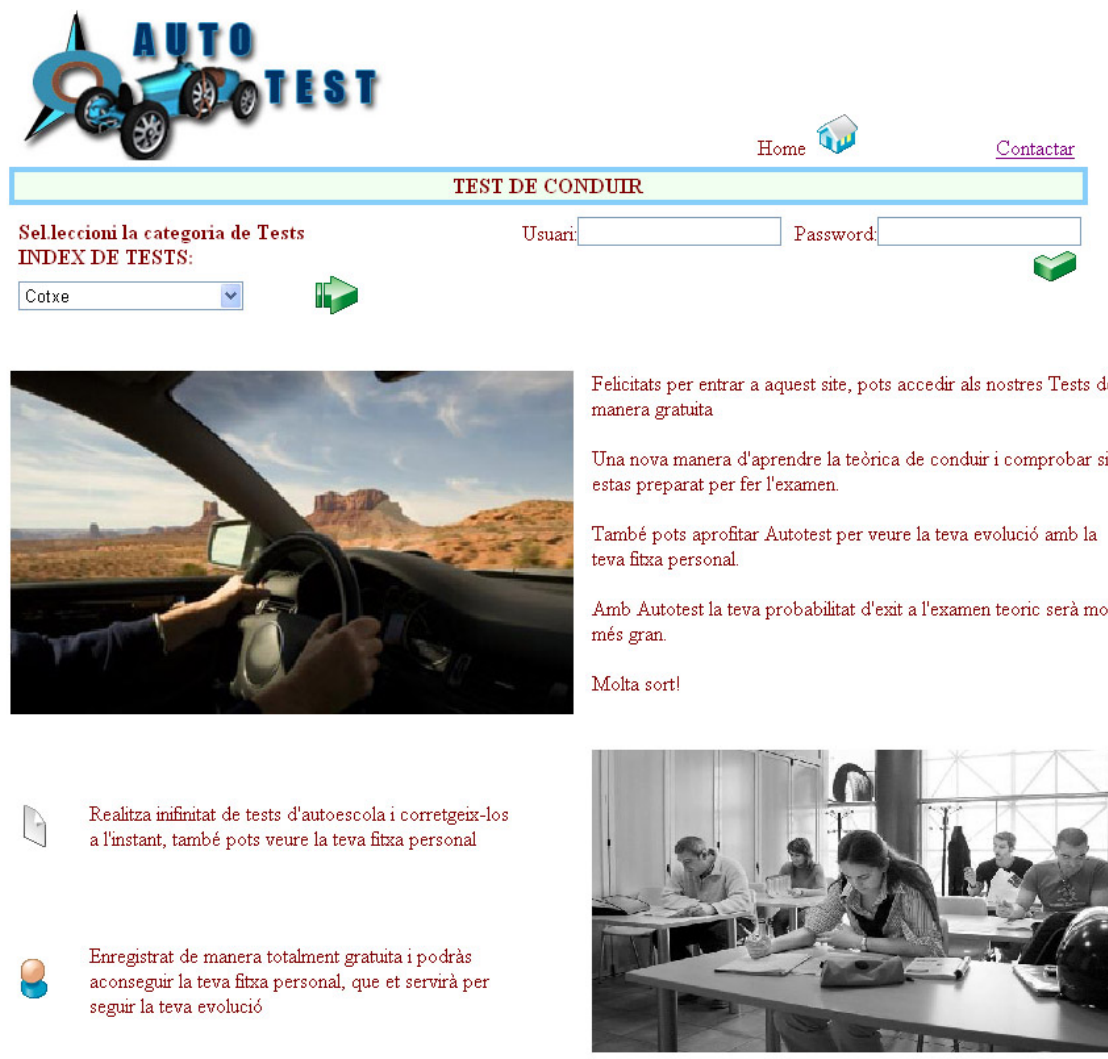 AUTO
TEST
Home
Contactar
TEST DE CONDUIR
Sel.leccioni la categoria de Tests
INDEX DE TESTS:
Usuari:
Password:
Cotxe
Felicitats per entrar a aquest site, pots accedir als nostres Tests de
manera gratuita
Una nova manera d'aprendre la teòrica de conduir i comprobar si
estas preparat per fer l'examen.
També pots aprofitar Autotest per veure la teva evolució amb la
teva fitxa personal.
Amb Autotest la teva probabilitat d'exit a l'examen teoric serà mo
més gran.
Molta sort!
Realitza inifinitat de tests d'autoescola i corretgeix-los
a l'instant, també pots veure la teva fitxa personal
Enregistrat de manera totalment gratuita i podràs
aconseguir la teva fitxa personal, que et servirà per
seguir la teva evolució